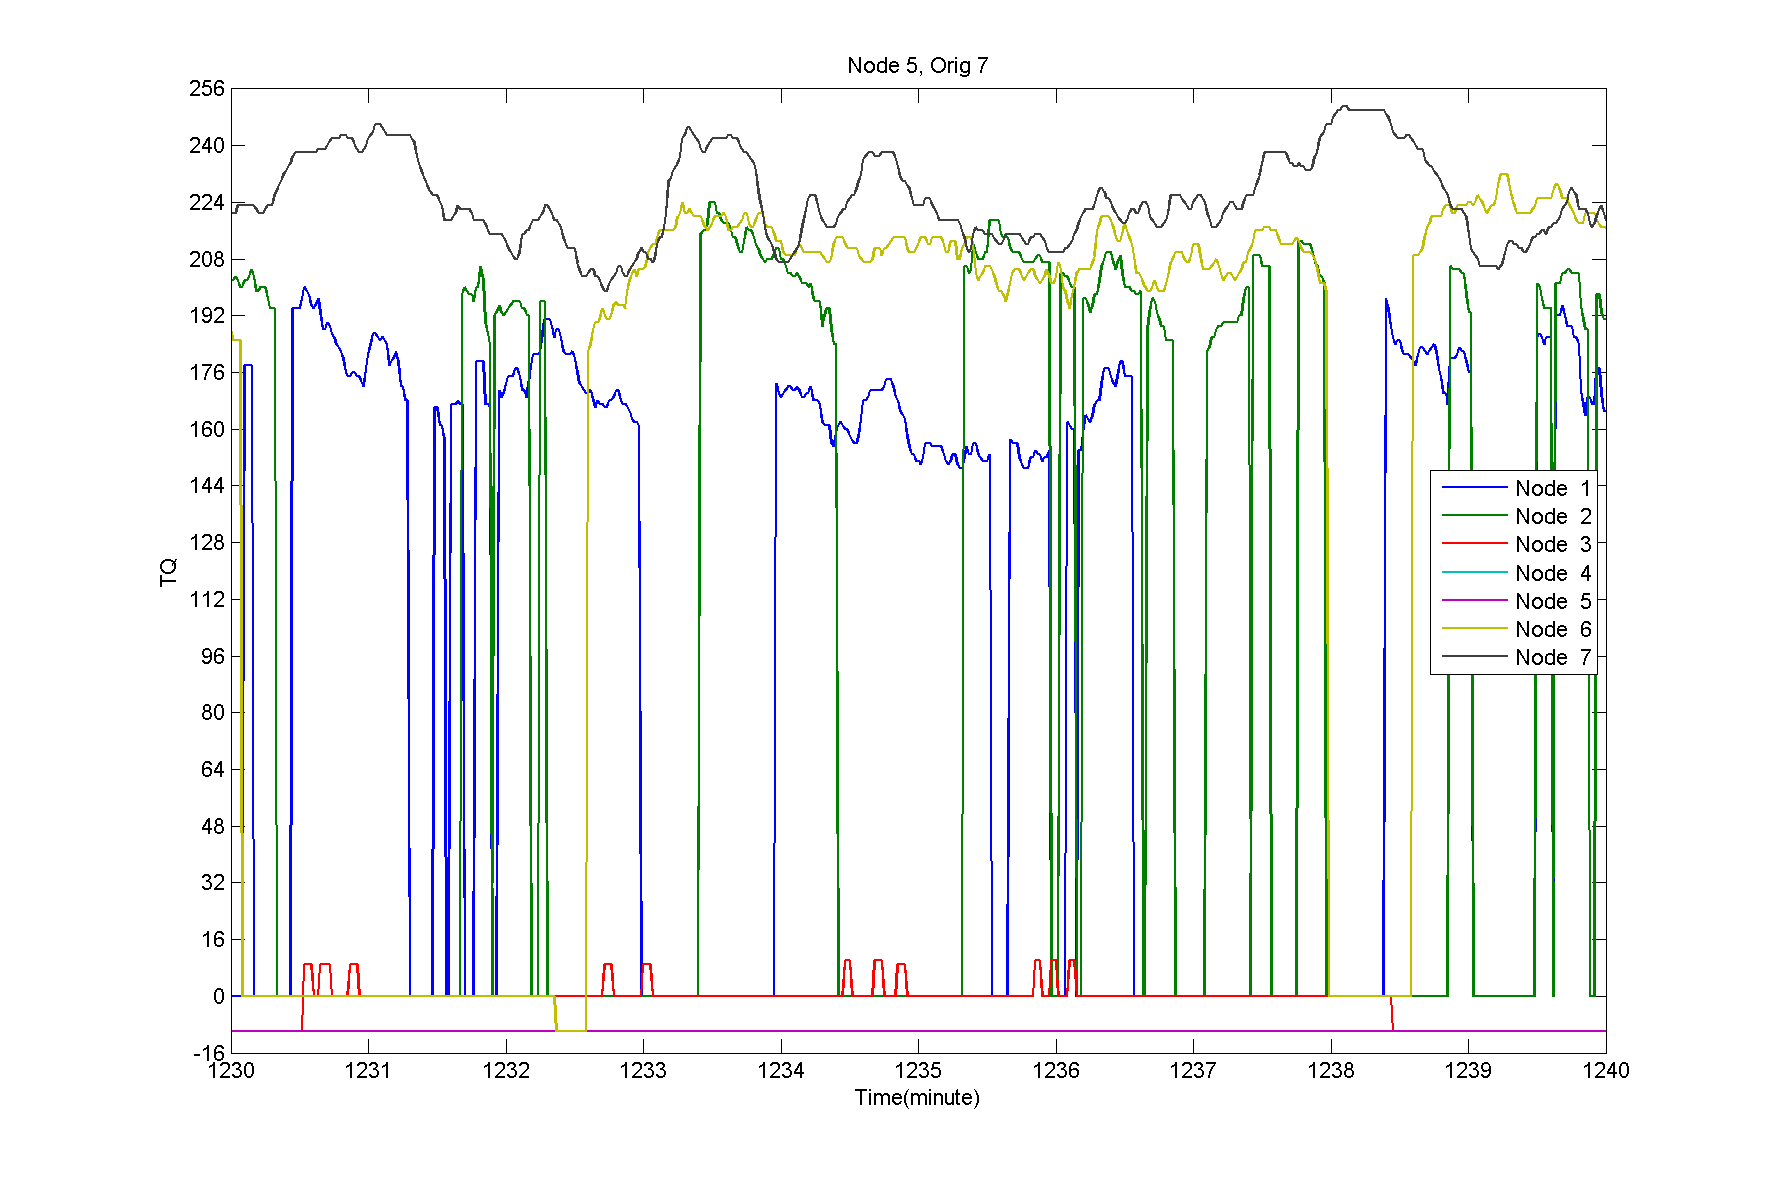 Node 5, Orig 7
256
240
224
208
192
176
160
144
128
112
96
80
64
48
32
16
0
-16
TQ
Node 1
Node 2
Node 3
Node 4
Node 5
Node 6
Node 7
1230 1231 1232 1233 1234 1235 1236 1237 1238 1239 1240
Time(minute)